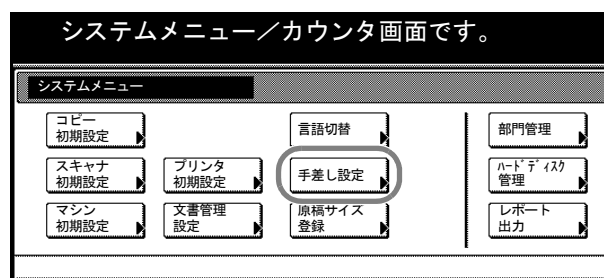 システムメニュー／カウンタ画面です。
システムメニュー
コピー
初期設定
言語切替
部門管理
スキャナ
初期設定
プリンタ
初期設定
手差し設定
ﾊｰﾄﾞﾃﾞｨｽｸ
管理
マシン
初期設定
文書管理
設定
原稿サイズ
登録
レポート
出力